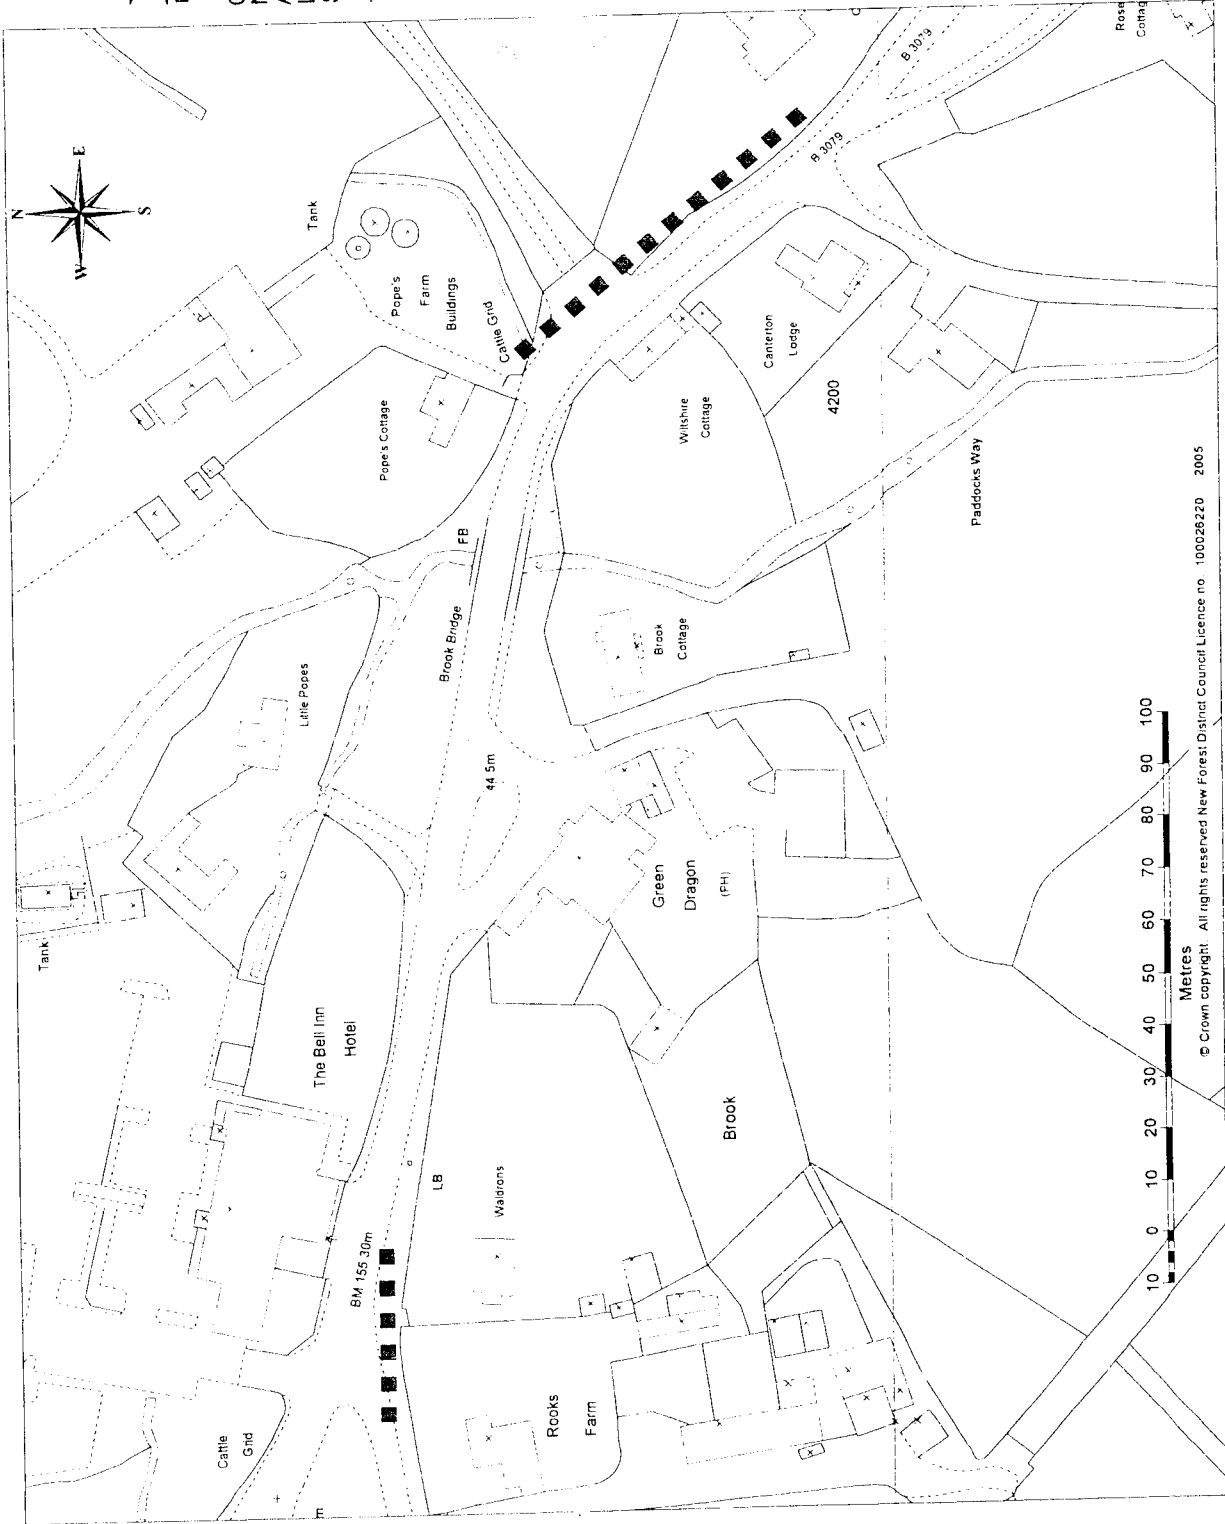 N
E
S
W
B 3079
Rose
Cottag
Tank
B 3079
Pope's
Farm
Buildings
Cattle Grid
Pope's Cottage
Canterton
Lodge
4200
Wiltshire
Cottage
Paddocks Way
FB
Brook Bridge
Brook
Cottage
Little Popes
44.5m
Green
Dragon
(PH)
Tank
The Bell Inn
Hotel
Brook
LB
Waldrons
BM 155 30m
Cattle
Grid
Rooks
Farm
m
10 0 10 20 30 40 50 60 70 80 90 100
Metres
© Crown copyright. All rights reserved New Forest District Council Licence no. 100026220 2005